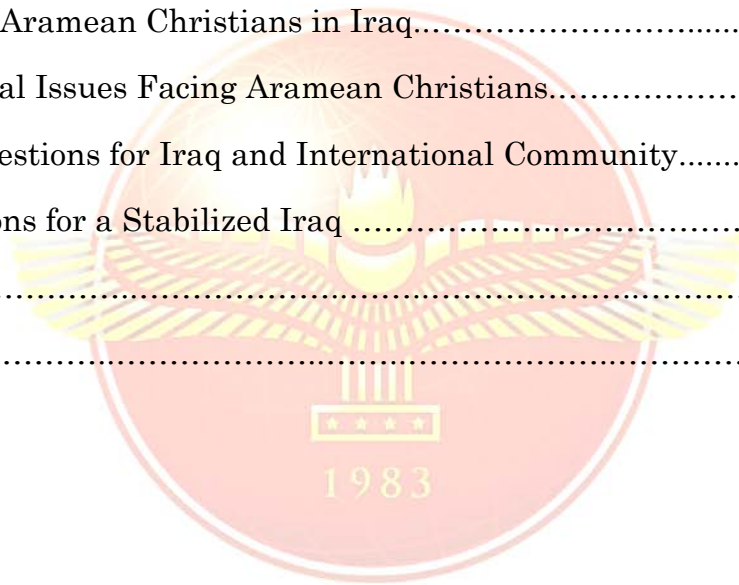 Aramean Christians in Iraq..……………………......
al Issues Facing Aramean Christians.………………
estions for Iraq and International Community.......
ons for a Stabilized Iraq ………………..……………
………….………………….…………………….………
……….…………………..…….…………………….………
1983